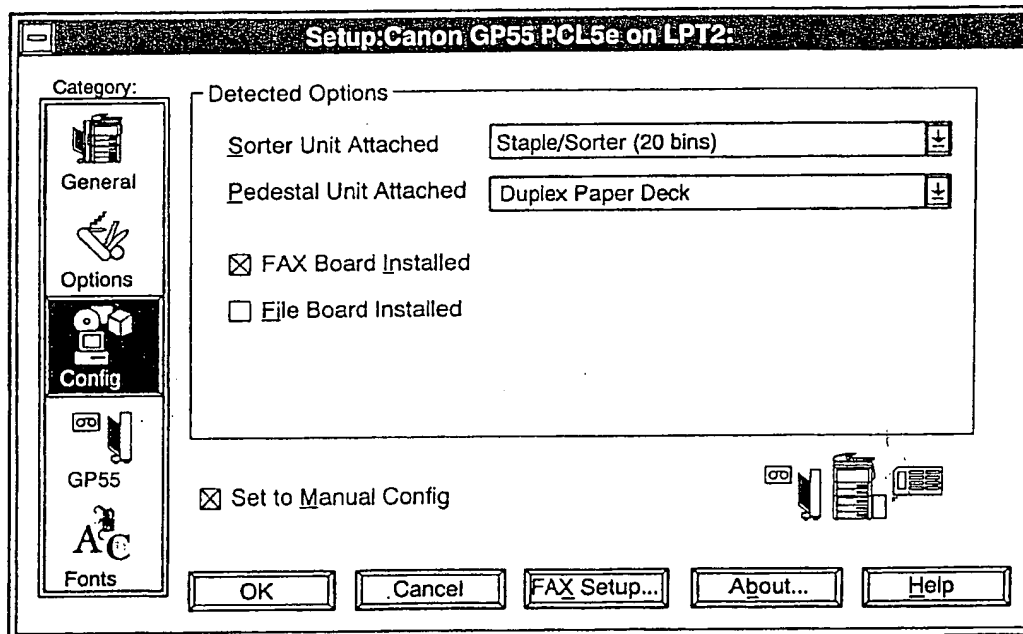 Setup:Canon GP55 PCL5e on LPT2:
Category:
General
Options
Config
GP55
Fonts
Detected Options
Sorter Unit Attached Staple/Sorter (20 bins)
Pedestal Unit Attached Duplex Paper Deck
FAX Board Installed
File Board Installed
Set to Manual Config
OK Cancel FAX Setup... About... Help